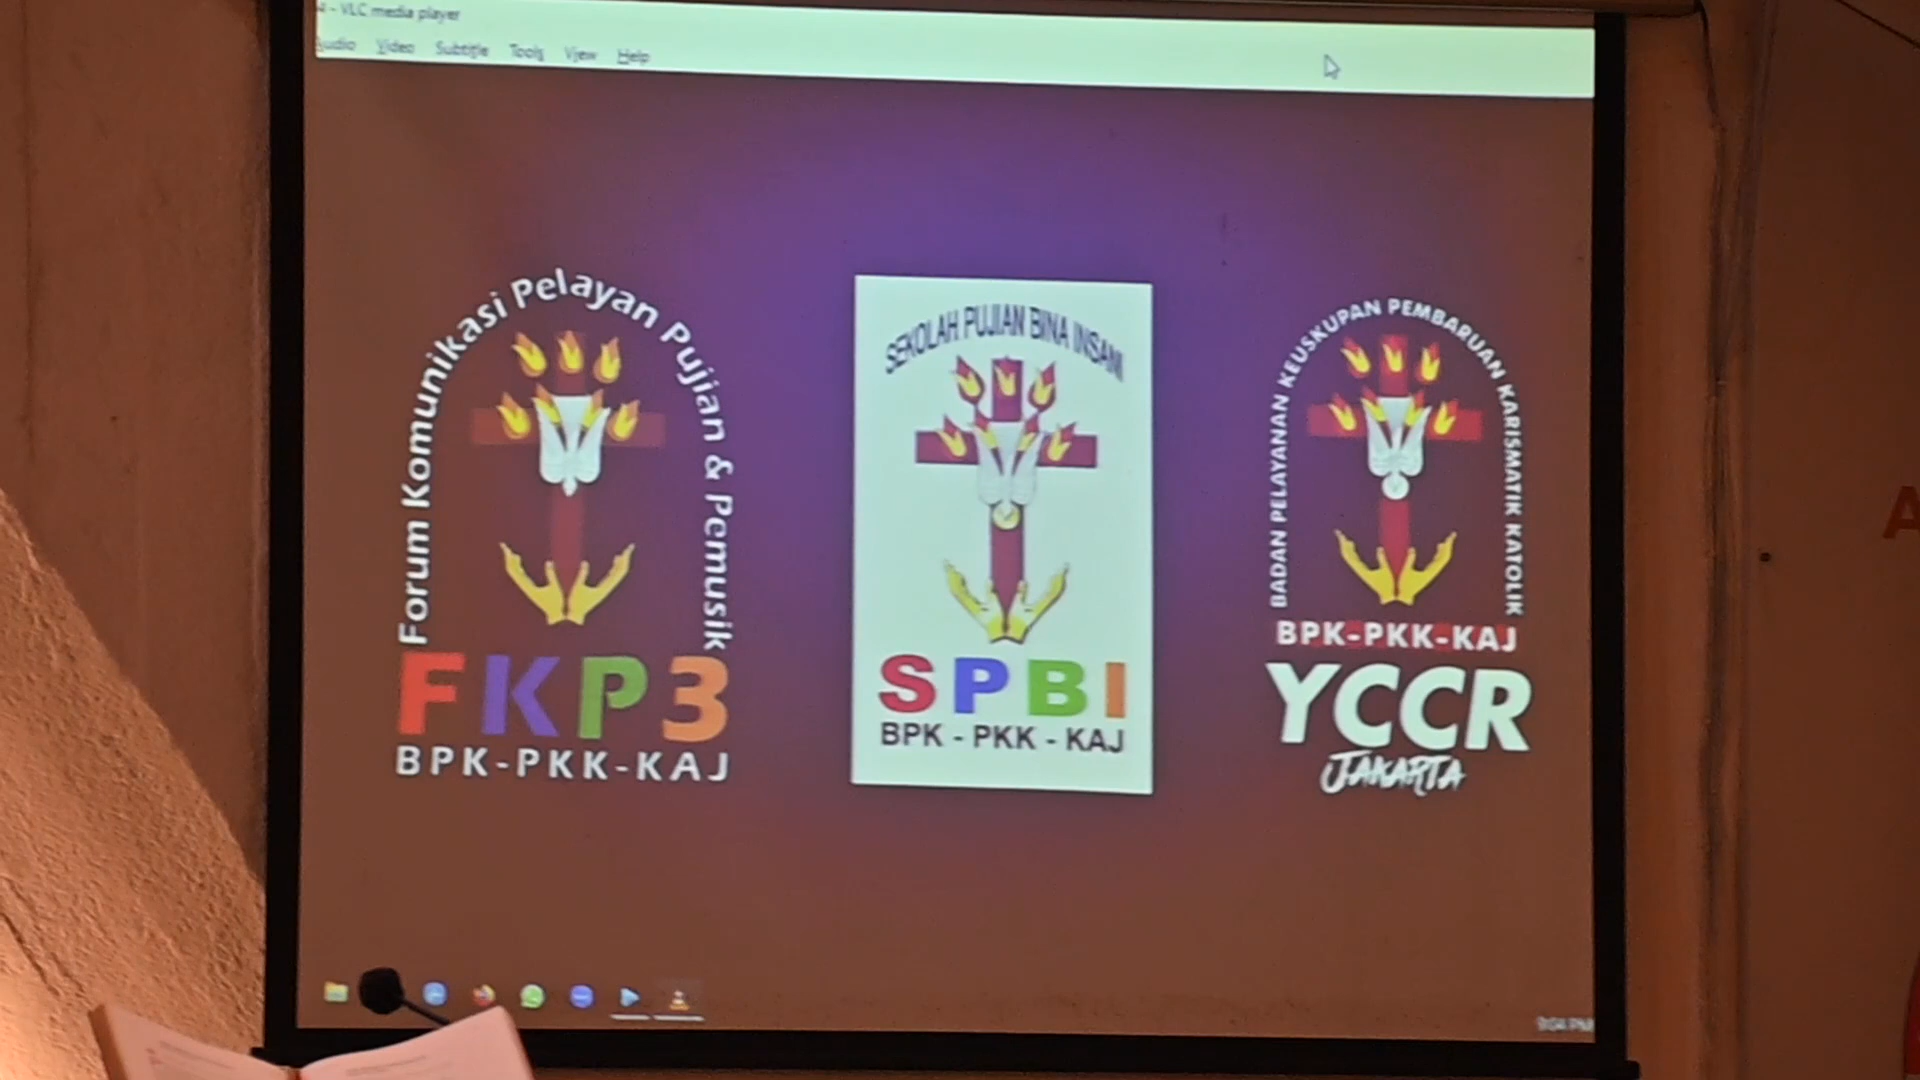 - VLC media player
Audio Video Subtitle Tools View Help
Forum Komunikasi Pelayan Pujian & Pemusik
FKP3
BPK-PKK-KAJ
SEKOLAH PUJIAN BINA INSANI
SPBI
BPK - PKK - KAJ
BADAN PELAYANAN KEUSKUPAN PEMBARUAN KARISMATIK KATOLIK
BPK-PKK-KAJ
YCCR
JAKARTA
A